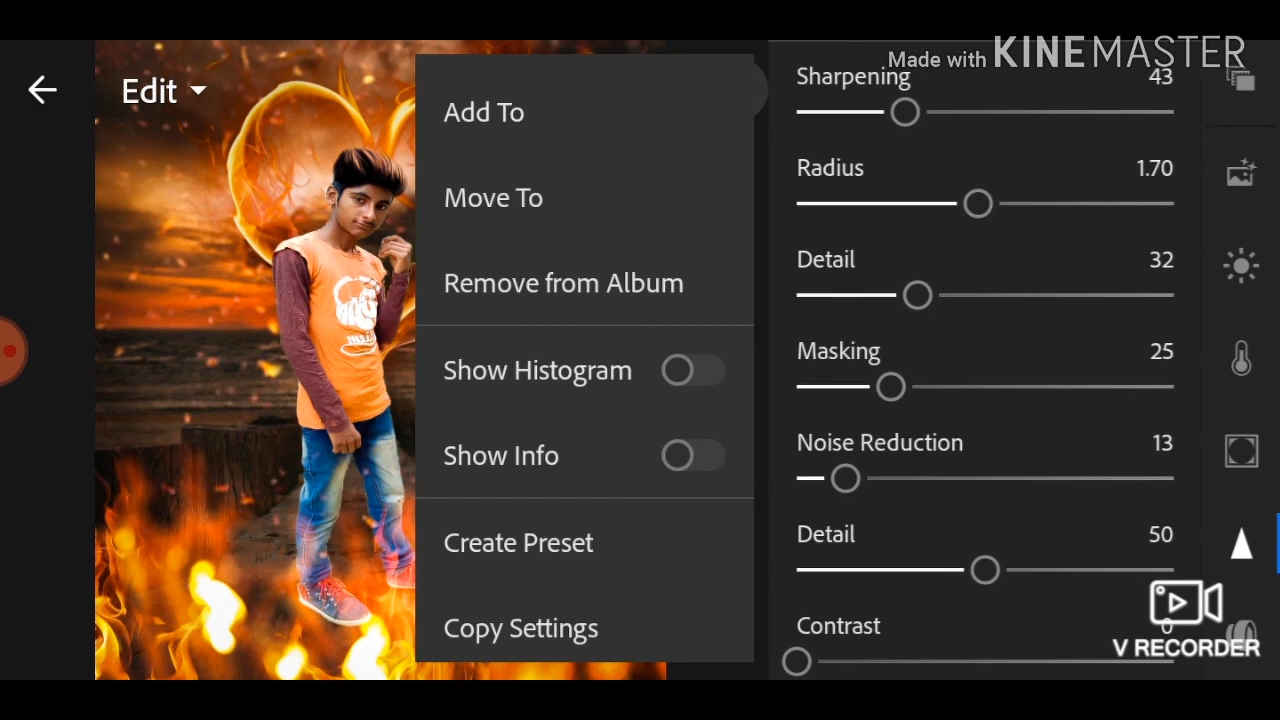 Made with KINEMASTER
Edit
Add To
Move To
Remove from Album
Show Histogram
Show Info
Create Preset
Copy Settings
Sharpening 43
Radius 1.70
Detail 32
Masking 25
Noise Reduction 13
Detail 50
Contrast 0
V RECORDER